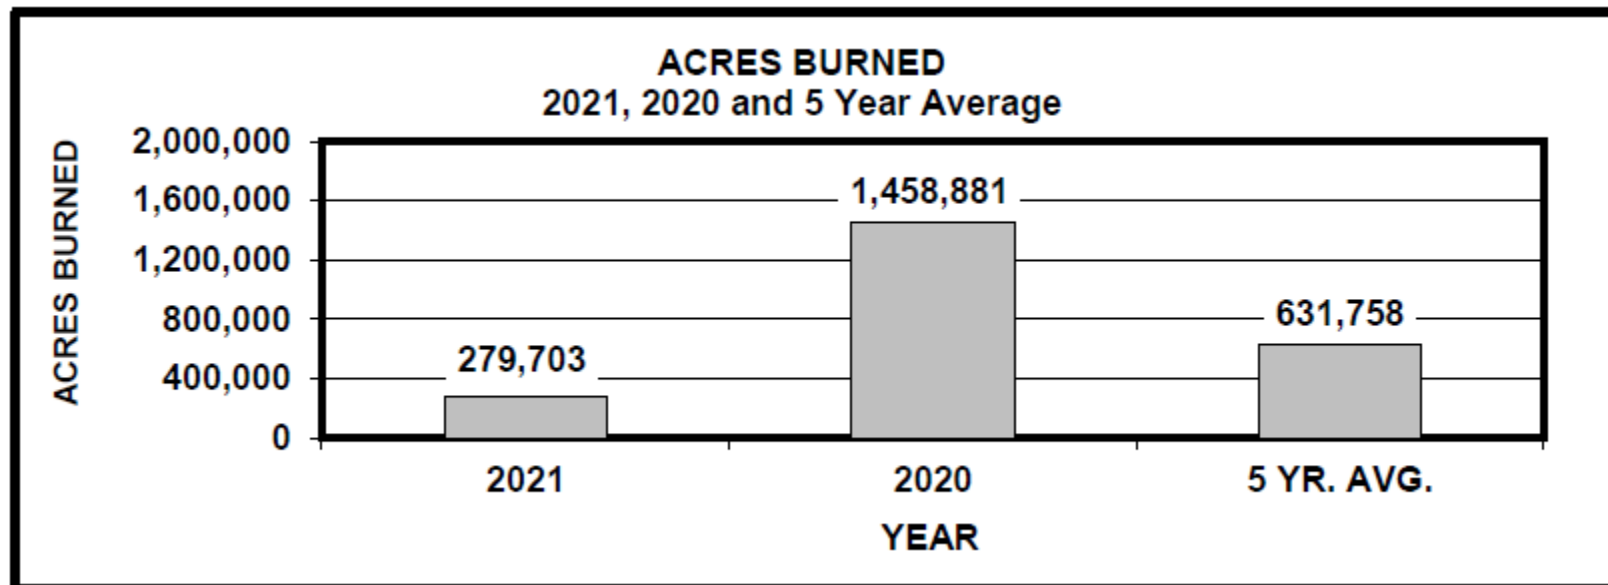 ACRES BURNED
2021, 2020 and 5 Year Average
ACRES BURNED
2,000,000
1,600,000
1,200,000
800,000
400,000
0
279,703
1,458,881
631,758
2021
2020
5 YR. AVG.
YEAR